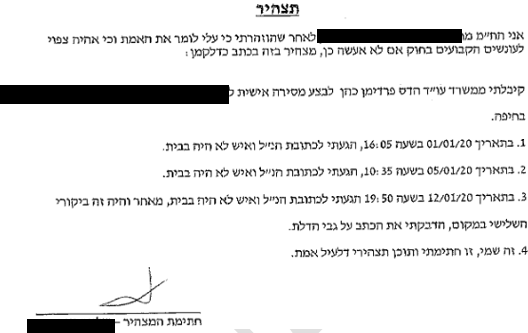 תצהיר
אני הח"מ מר לאחר שהוזהרתי כי עלי לומר את האמת וכי אהיה צפוי
לעונשים הקבועים בחוק אם לא אעשה כן, מצהיר בזה בכתב כדלקמן:
קיבלתי ממשרד עו"ד הדס פרדימן כהן לבצע מסירה אישית ל
בחיפה.
1. בתאריך 01/01/20 בשעה 16:05, הגעתי לכתובת הנ"ל ואיש לא היה בבית.
2. בתאריך 05/01/20 בשעה 10:35, הגעתי לכתובת הנ"ל ואיש לא היה בבית.
3. בתאריך 12/01/20 בשעה 19:50 הגעתי לכתובת הנ"ל ואיש לא היה בבית, מאחר והיה זה ביקורי
השלישי במקום, הדבקתי את הכתב על גבי הדלת.
4. זה שמי, זו חתימתי ותוכן תצהירי דלעיל אמת.
חתימת המצהיר –